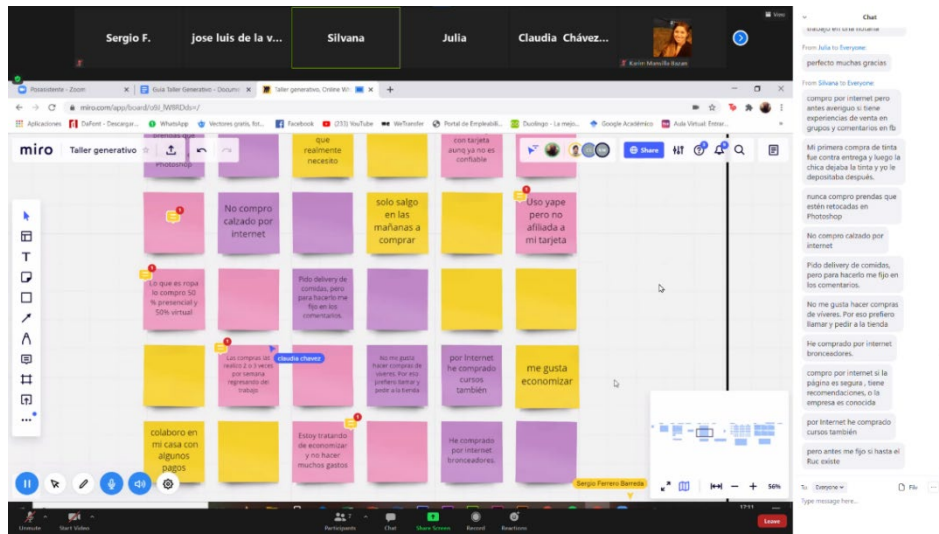 View
Sergio F.
jose luis de la v...
Silvana
Julia
Claudia Chávez...
Karim Mansilla Bazan
Posasistente - Zoom
Guia Taller Generativo - Docume
Taller generativo, Online Wh
miro.com/app/board/
Aplicaciones
DaFont - Descargar...
WhatsApp
Vectores gratis, fot...
Facebook
(233) YouTube
WeTransfer
Portal de Empleabili...
Duolingo - La mejo...
Google Académico
Aula Virtual: Entrar...
miro
Taller generativo
Share
prendas que
Photoshop
que
realmente
necesito
con tarjeta
aunq ya no es
confiable
No compro
calzado por
internet
solo salgo
en las
mañanas a
comprar
Uso yape
pero no
afiliada a
mi tarjeta
Lo que es ropa
lo compro 50
% presencial y
50% virtual
Pido delivery de
comidas, pero
para hacerlo me
fijo en los
comentarios.
Las compras las
realizo 2 o 3 veces
por semana
regresando del
trabajo
claudia chavez
No me gusta
hacer compras de
víveres. Por eso
prefiero llamar y
pedir a la tienda
por Internet
he comprado
cursos
también
me gusta
economizar
colaboro en
mi casa con
algunos
pagos
Estoy tratando
de economizar
y no hacer
muchos gastos
He comprado
por internet
bronceadores.
Sergio Ferrero Barreda
56%
17:11
Unmute
Start Video
Participants
7
Chat
Share Screen
Record
Reactions
Leave
Chat
trabajo en una notaria
From Julia to Everyone:
perfecto muchas gracias
From Silvana to Everyone:
compro por internet pero
antes averiguo si tiene
experiencias de venta en
grupos y comentarios en fb
Mi primera compra de tinta
fue contra entrega y luego la
chica dejaba la tinta y yo le
depositaba después.
nunca compro prendas que
estén retocadas en
Photoshop
No compro calzado por
internet
Pido delivery de comidas,
pero para hacerlo me fijo en
los comentarios.
No me gusta hacer compras
de víveres. Por eso prefiero
llamar y pedir a la tienda
He comprado por internet
bronceadores.
compro por internet si la
página es segura , tiene
recomendaciones, o la
empresa es conocida
por Internet he comprado
cursos también
pero antes me fijo si hasta el
Ruc existe
To:
Everyone
File
Type message here...